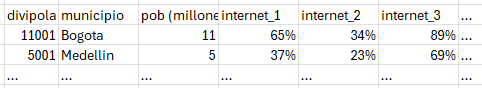 divipola municipio pob (millone internet_1 internet_2 internet_3 ...
11001 Bogota 11 65% 34% 89% ...
5001 Medellin 5 37% 23% 69% ...
... ... ... ... ... ...